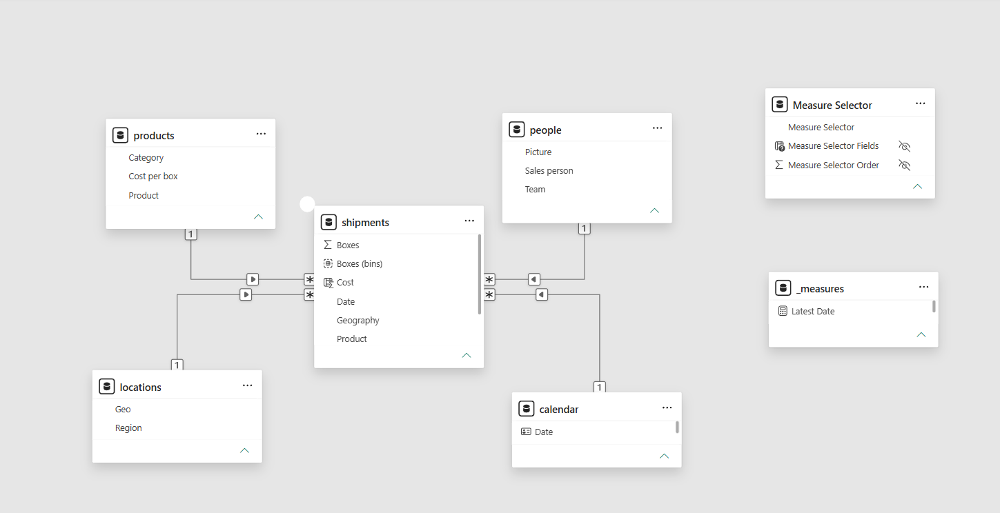 products
Category
Cost per box
Product
1
people
Picture
Sales person
Team
1
Measure Selector
Measure Selector
Measure Selector Fields
Measure Selector Order
shipments
Boxes
Boxes (bins)
Cost
Date
Geography
Product
*
*
*
*
_measures
Latest Date
1
locations
Geo
Region
1
calendar
Date